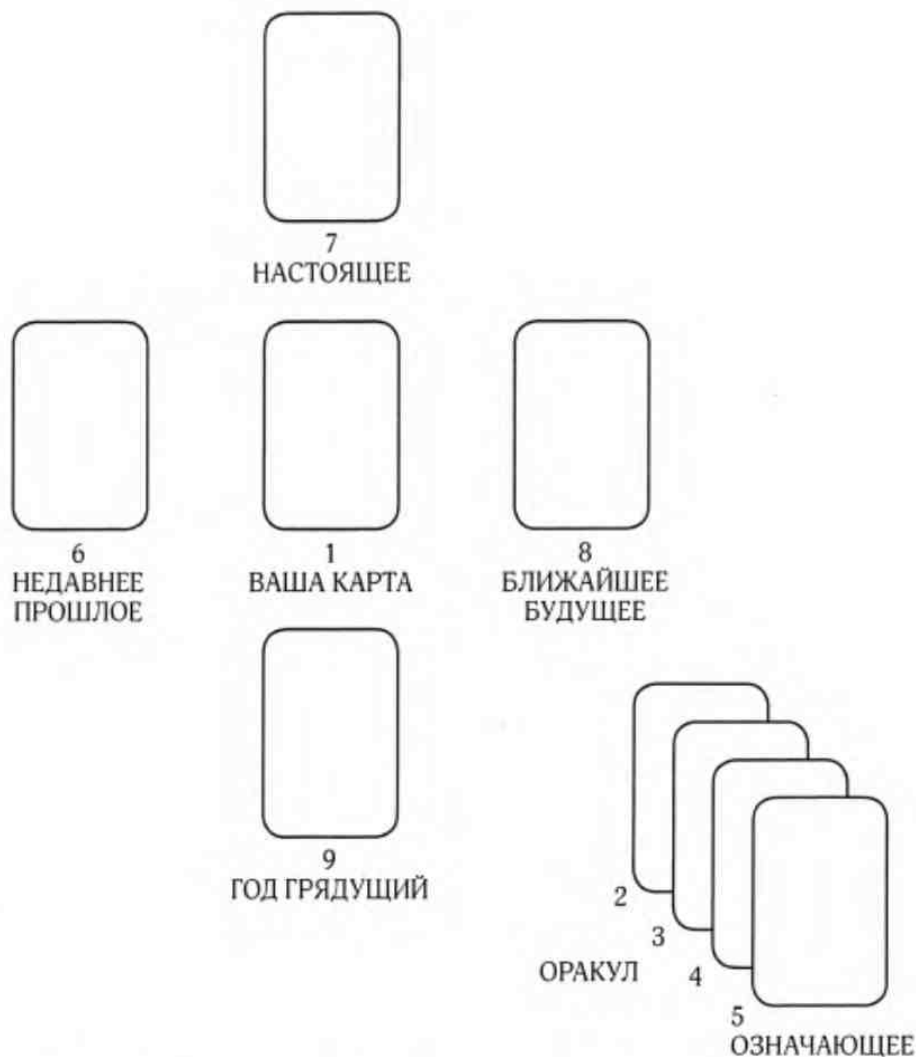 7
НАСТОЯЩЕЕ
6
НЕДАВНЕЕ
ПРОШЛОЕ
1
ВАША КАРТА
8
БЛИЖАЙШЕЕ
БУДУЩЕЕ
9
ГОД ГРЯДУЩИЙ
2
3
ОРАКУЛ
4
5
ОЗНАЧАЮЩЕЕ